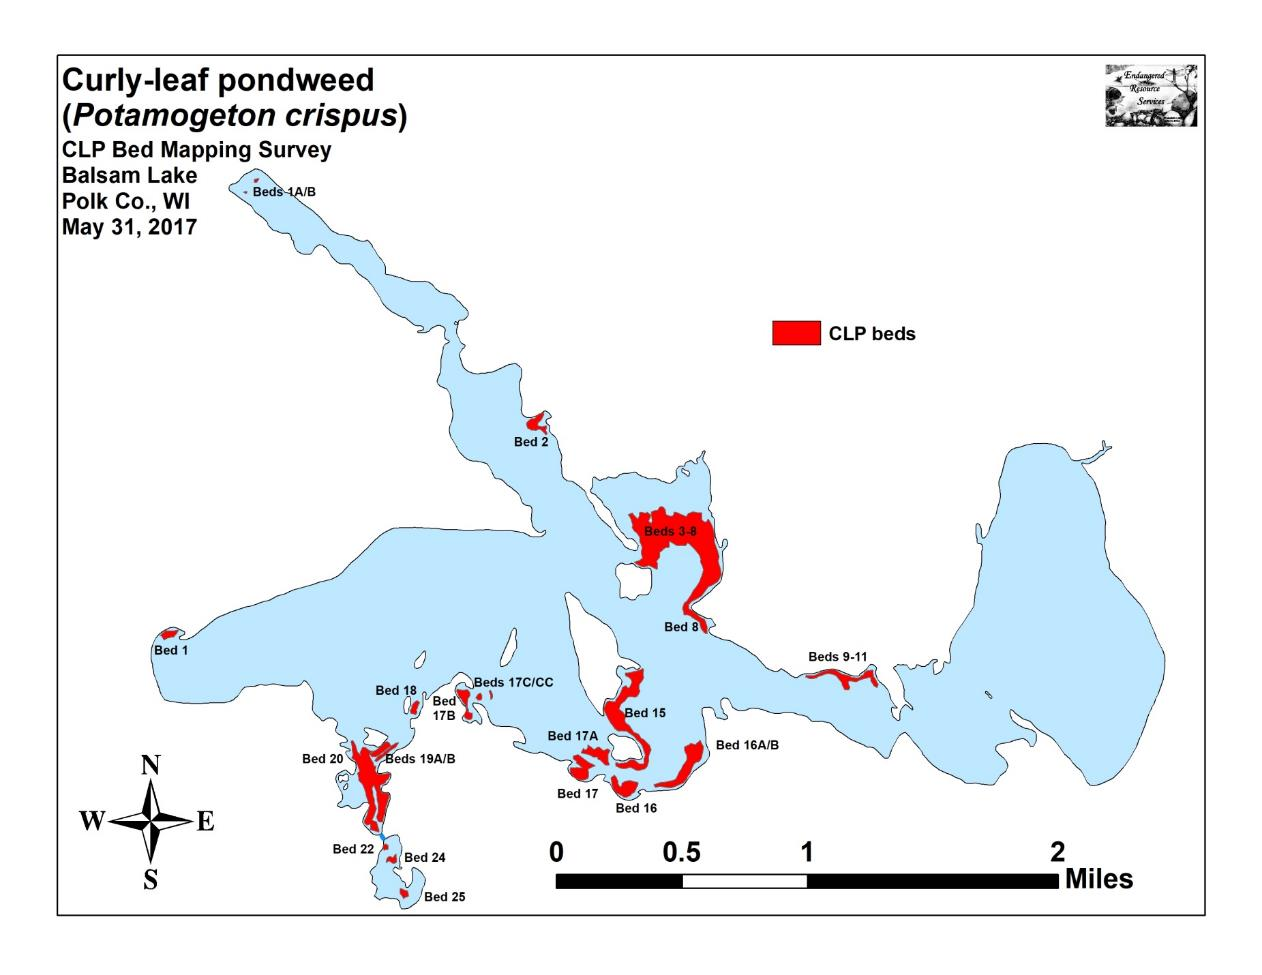 Curly-leaf pondweed
(Potamogeton crispus)
CLP Bed Mapping Survey
Balsam Lake
Polk Co., WI
May 31, 2017
Endangered
Resource
Services
Beds 1A/B
CLP beds
Bed 2
Beds 3-8
Bed 8
Bed 1
Beds 9-11
Beds 17C/CC
Bed 18
Bed
17B
Bed 15
Bed 17A
Bed 16A/B
Bed 20
Beds 19A/B
Bed 17
Bed 16
N
W
E
S
Bed 22
Bed 24
Bed 25
0 0.5 1 2
Miles